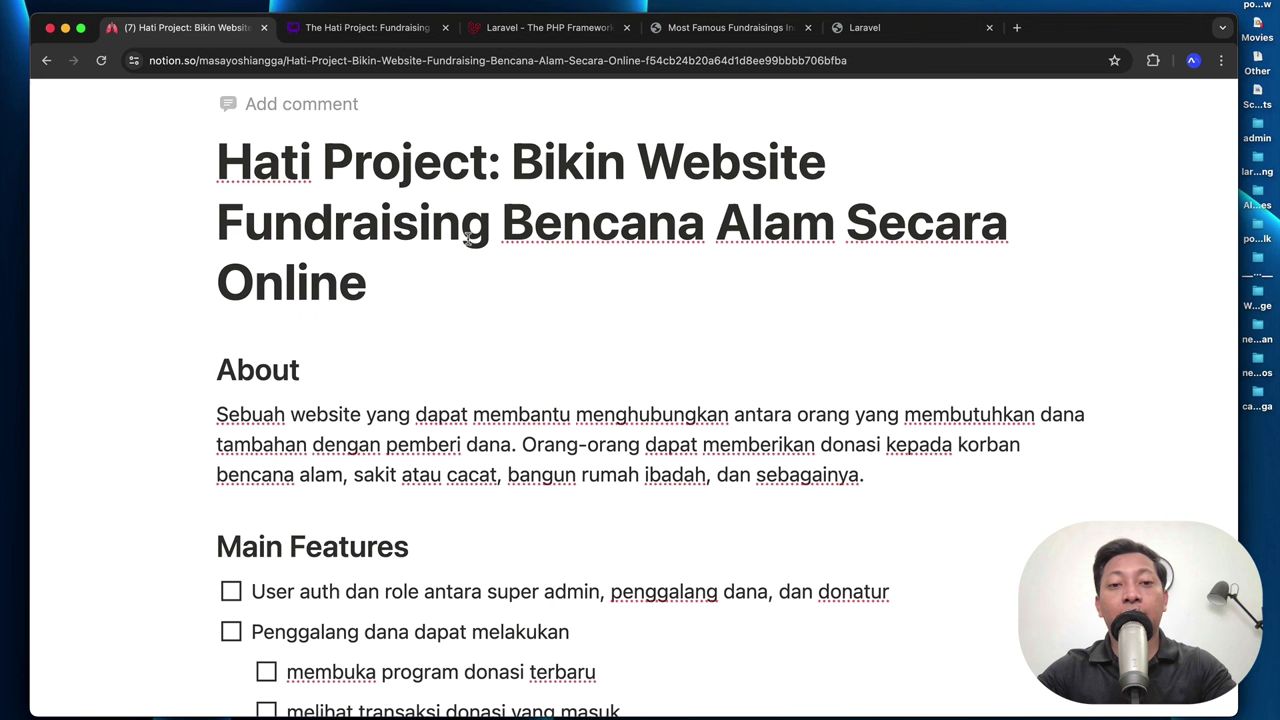 (7) Hati Project: Bikin Website
The Hati Project: Fundraising
Laravel - The PHP Framework
Most Famous Fundraisings In
Laravel
notion.so/masayoshiangga/Hati-Project-Bikin-Website-Fundraising-Bencana-Alam-Secara-Online-f54cb24b20a64d1d8ee99bbbb706bfba
Add comment
Hati Project: Bikin Website
Fundraising Bencana Alam Secara
Online
About
Sebuah website yang dapat membantu menghubungkan antara orang yang membutuhkan dana
tambahan dengan pemberi dana. Orang-orang dapat memberikan donasi kepada korban
bencana alam, sakit atau cacat, bangun rumah ibadah, dan sebagainya.
Main Features
User auth dan role antara super admin, penggalang dana, dan donatur
Penggalang dana dapat melakukan
membuka program donasi terbaru
melihat transaksi donasi yang masuk
po...w
Movies
Other
Sc...ts
admin
lar...ng
Al...es
po...lk
__-...__
W...ge
ne...an
ne...os
ca...ga